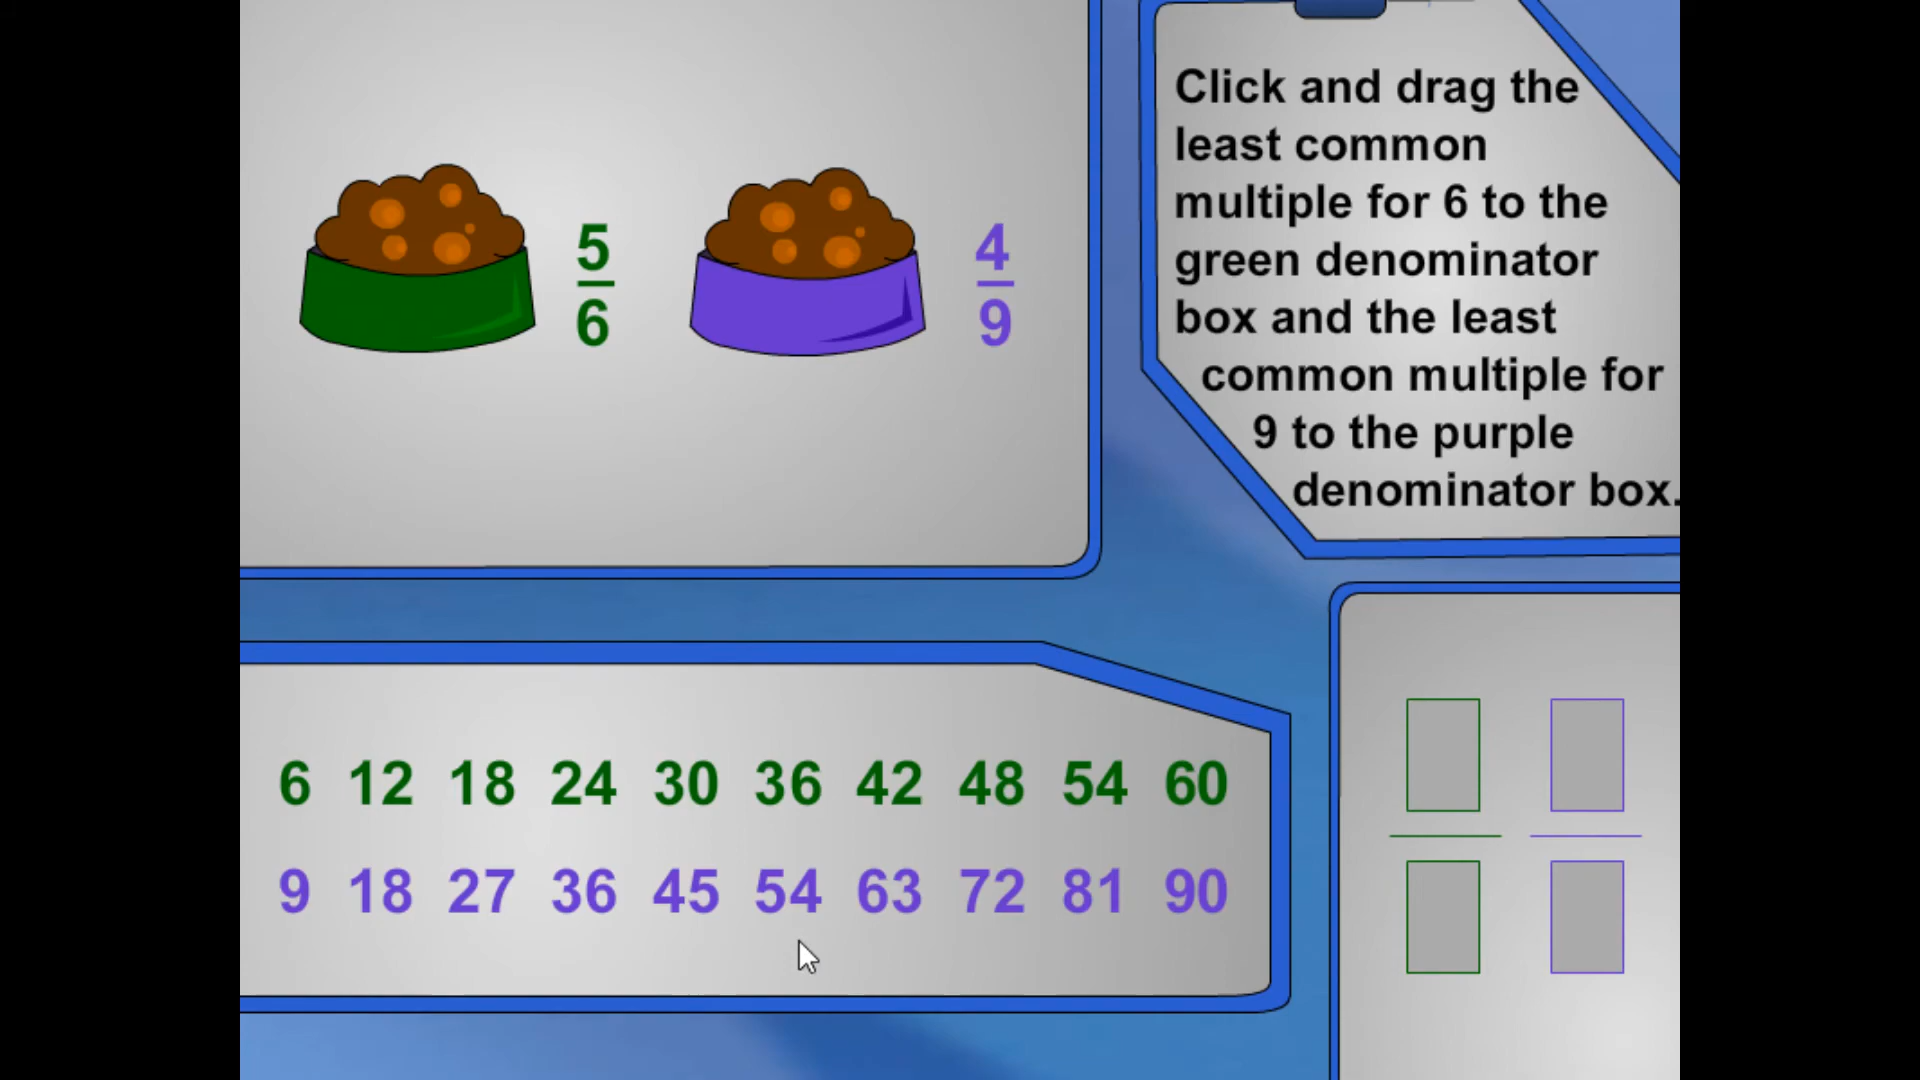 5
6
4
9
Click and drag the
least common
multiple for 6 to the
green denominator
box and the least
common multiple for
9 to the purple
denominator box.
6 12 18 24 30 36 42 48 54 60
9 18 27 36 45 54 63 72 81 90